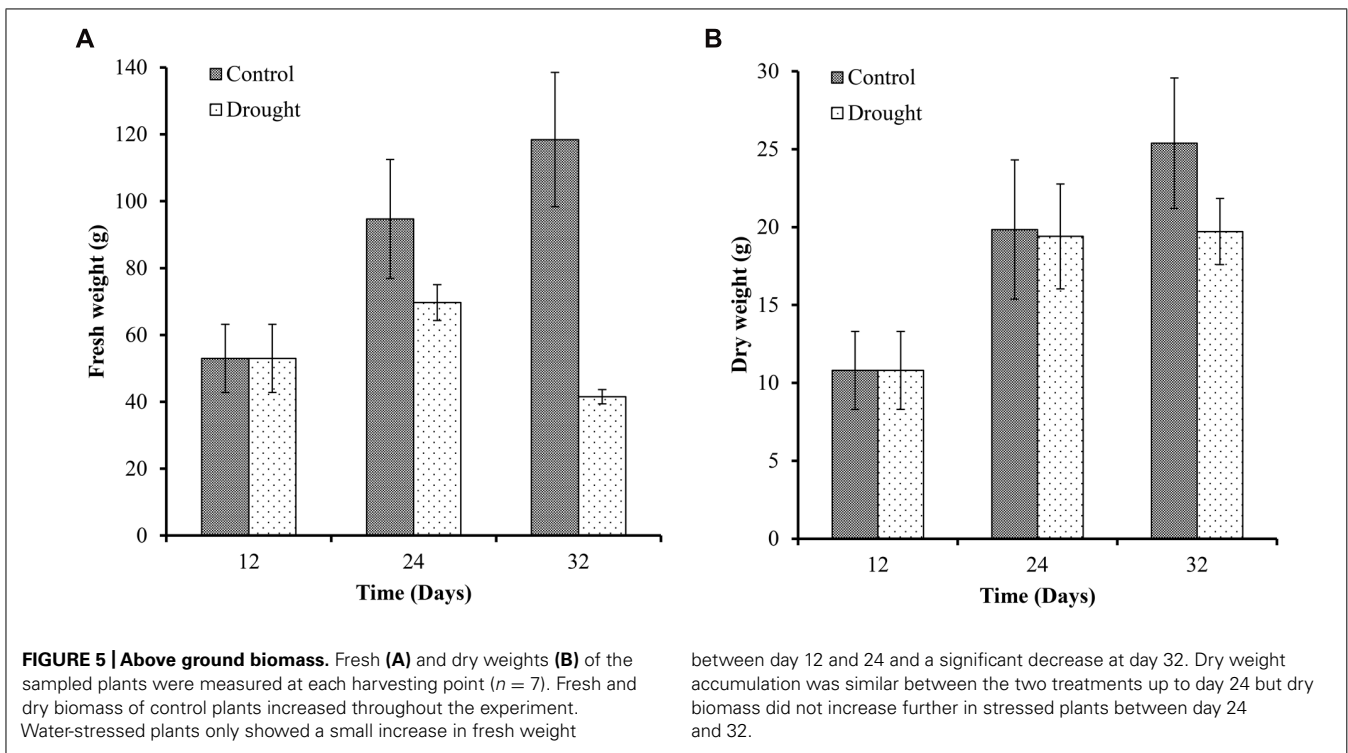 A
140
120
100
80
60
40
20
0
Fresh weight (g)
Control
Drought
12 24 32
Time (Days)
B
30
25
20
15
10
5
0
Dry weight (g)
Control
Drought
12 24 32
Time (Days)
FIGURE 5 | Above ground biomass. Fresh (A) and dry weights (B) of the
sampled plants were measured at each harvesting point (n = 7). Fresh and
dry biomass of control plants increased throughout the experiment.
Water-stressed plants only showed a small increase in fresh weight
between day 12 and 24 and a significant decrease at day 32. Dry weight
accumulation was similar between the two treatments up to day 24 but dry
biomass did not increase further in stressed plants between day 24
and 32.